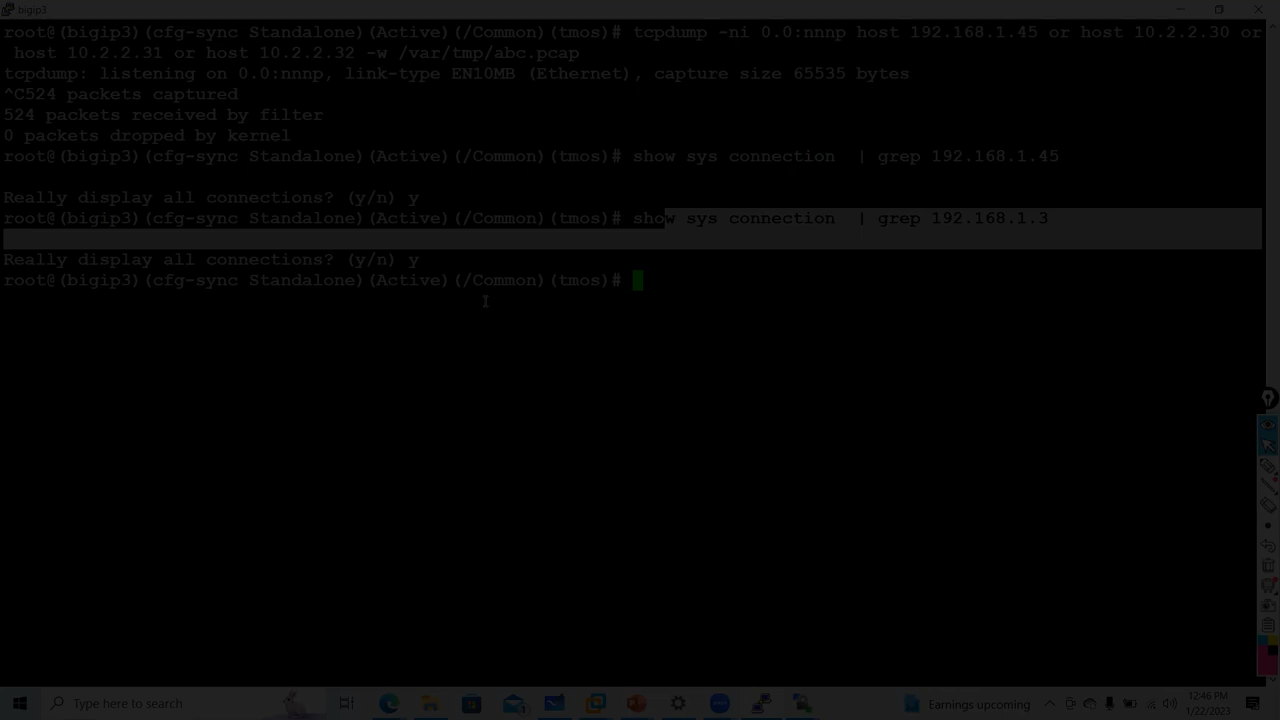 bigip3
root@(bigip3)(cfg-sync Standalone)(Active)(/Common)(tmos)# tcpdump -ni 0.0:nnnp host 192.168.1.45 or host 10.2.2.30 or
host 10.2.2.31 or host 10.2.2.32 -w /var/tmp/abc.pcap
tcpdump: listening on 0.0:nnnp, link-type EN10MB (Ethernet), capture size 65535 bytes
^C524 packets captured
524 packets received by filter
0 packets dropped by kernel
root@(bigip3)(cfg-sync Standalone)(Active)(/Common)(tmos)# show sys connection  | grep 192.168.1.45
Really display all connections? (y/n) y
root@(bigip3)(cfg-sync Standalone)(Active)(/Common)(tmos)# show sys connection  | grep 192.168.1.3
Really display all connections? (y/n) y
root@(bigip3)(cfg-sync Standalone)(Active)(/Common)(tmos)#
Type here to search
Earnings upcoming
12:46 PM
1/22/2023